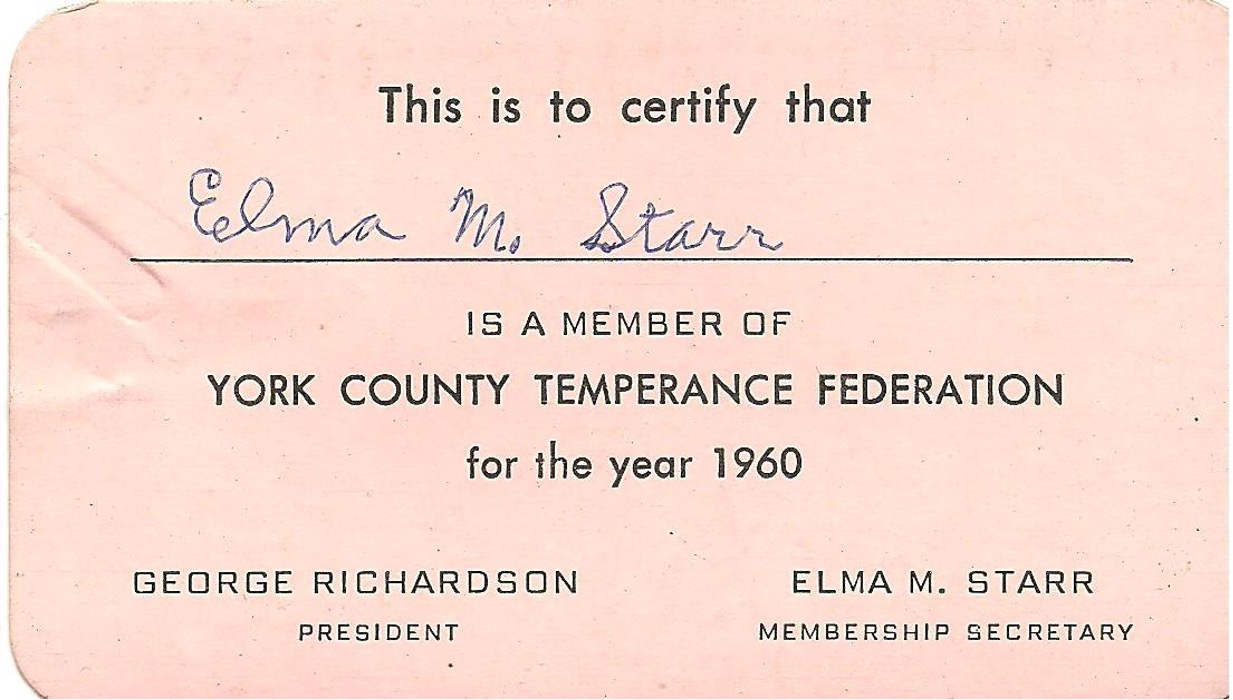 This is to certify that
Elma M. Starr
IS A MEMBER OF
YORK COUNTY TEMPERANCE FEDERATION
for the year 1960
GEORGE RICHARDSON ELMA M. STARR
PRESIDENT MEMBERSHIP SECRETARY